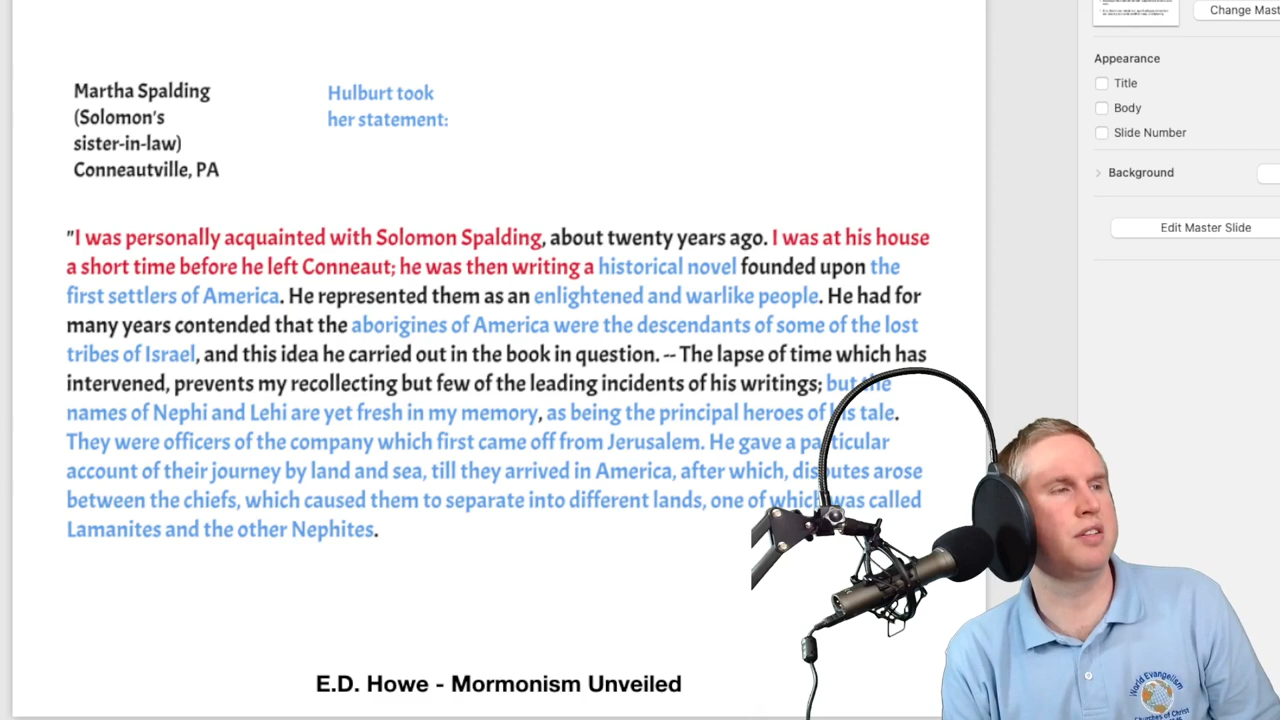 Change Mast
Appearance
Title
Body
Slide Number
Background
Edit Master Slide
Martha Spalding
(Solomon's
sister-in-law)
Conneautville, PA
Hulburt took
her statement:
"I was personally acquainted with Solomon Spalding, about twenty years ago. I was at his house
a short time before he left Conneaut; he was then writing a historical novel founded upon the
first settlers of America. He represented them as an enlightened and warlike people. He had for
many years contended that the aborigines of America were the descendants of some of the lost
tribes of Israel, and this idea he carried out in the book in question. -- The lapse of time which has
intervened, prevents my recollecting but few of the leading incidents of his writings; but the
names of Nephi and Lehi are yet fresh in my memory, as being the principal heroes of his tale.
They were officers of the company which first came off from Jerusalem. He gave a particular
account of their journey by land and sea, till they arrived in America, after which, disputes arose
between the chiefs, which caused them to separate into different lands, one of which was called
Lamanites and the other Nephites.
E.D. Howe - Mormonism Unveiled
World Evangelism
Churches of Christ